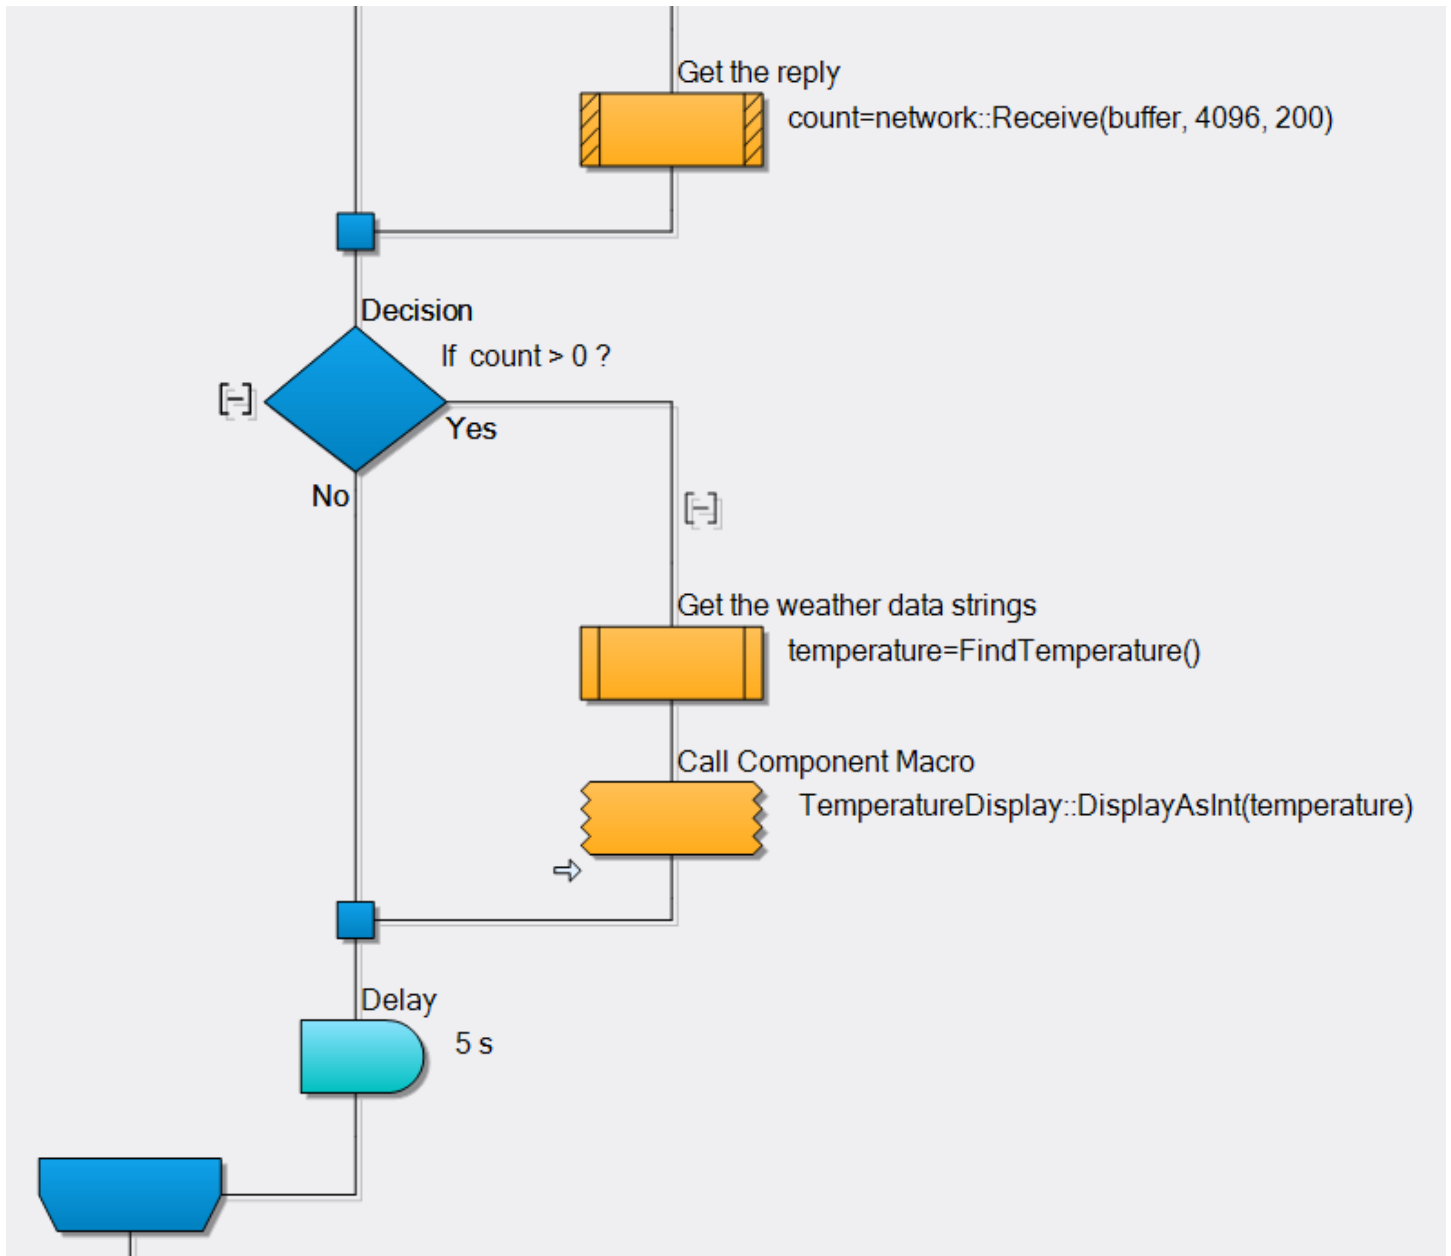 Get the reply
count=network::Receive(buffer, 4096, 200)
Decision
If count > 0 ?
Yes
No
Get the weather data strings
temperature=FindTemperature()
Call Component Macro
TemperatureDisplay::DisplayAsInt(temperature)
Delay
5 s